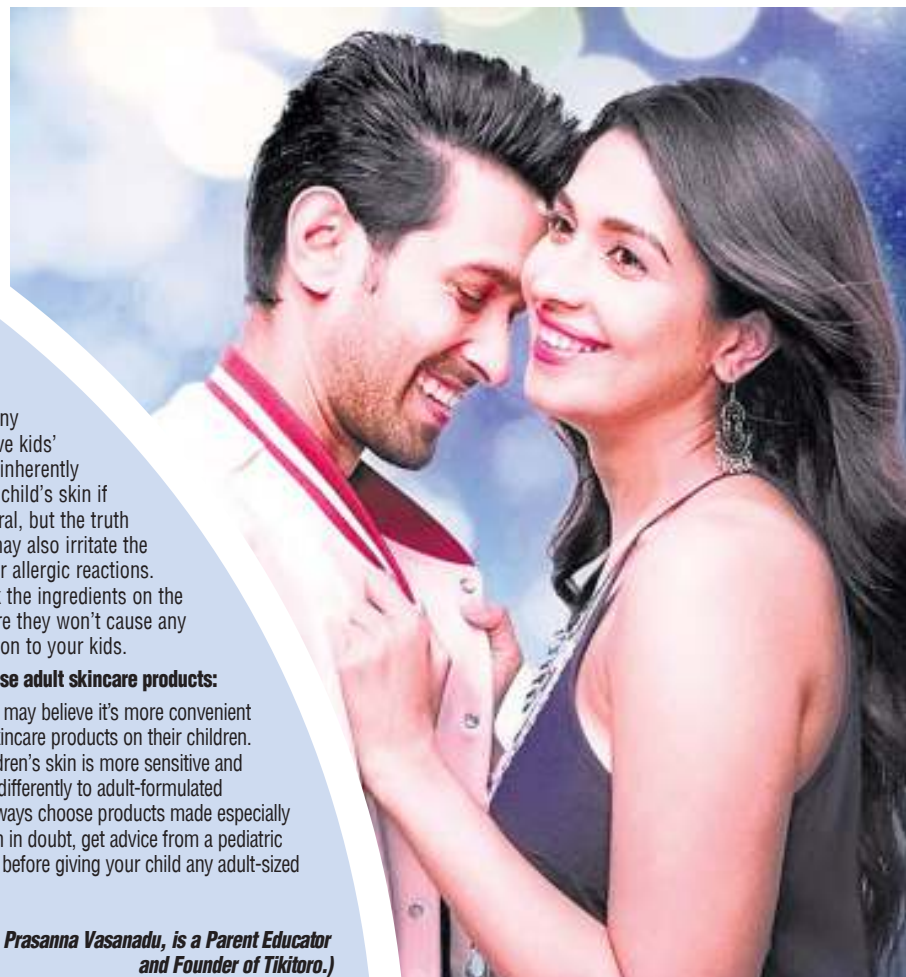 ny
ve kids'
inherently
child's skin if
ral, but the truth
may also irritate the
r allergic reactions.
the ingredients on the
re they won't cause any
on to your kids.
se adult skincare products:
may believe it's more convenient
incare products on their children.
dren's skin is more sensitive and
differently to adult-formulated
ways choose products made especially
n in doubt, get advice from a pediatric
before giving your child any adult-sized
Prasanna Vasanadu, is a Parent Educator
and Founder of Tikitoro.)